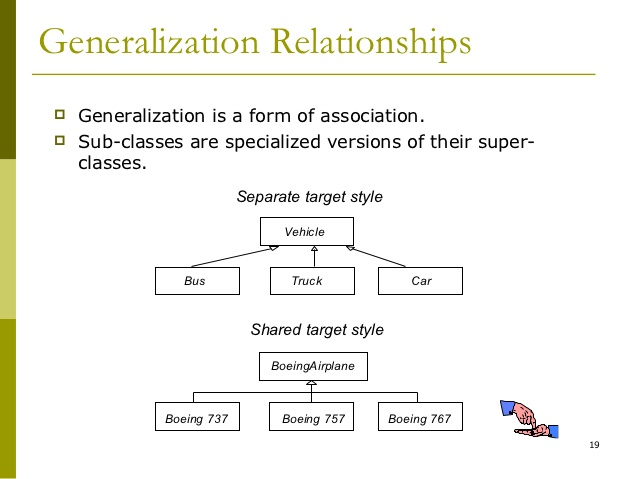 Generalization Relationships
Generalization is a form of association.
Sub-classes are specialized versions of their super-
classes.
Separate target style
Vehicle
Bus
Truck
Car
Shared target style
BoeingAirplane
Boeing 737
Boeing 757
Boeing 767
19